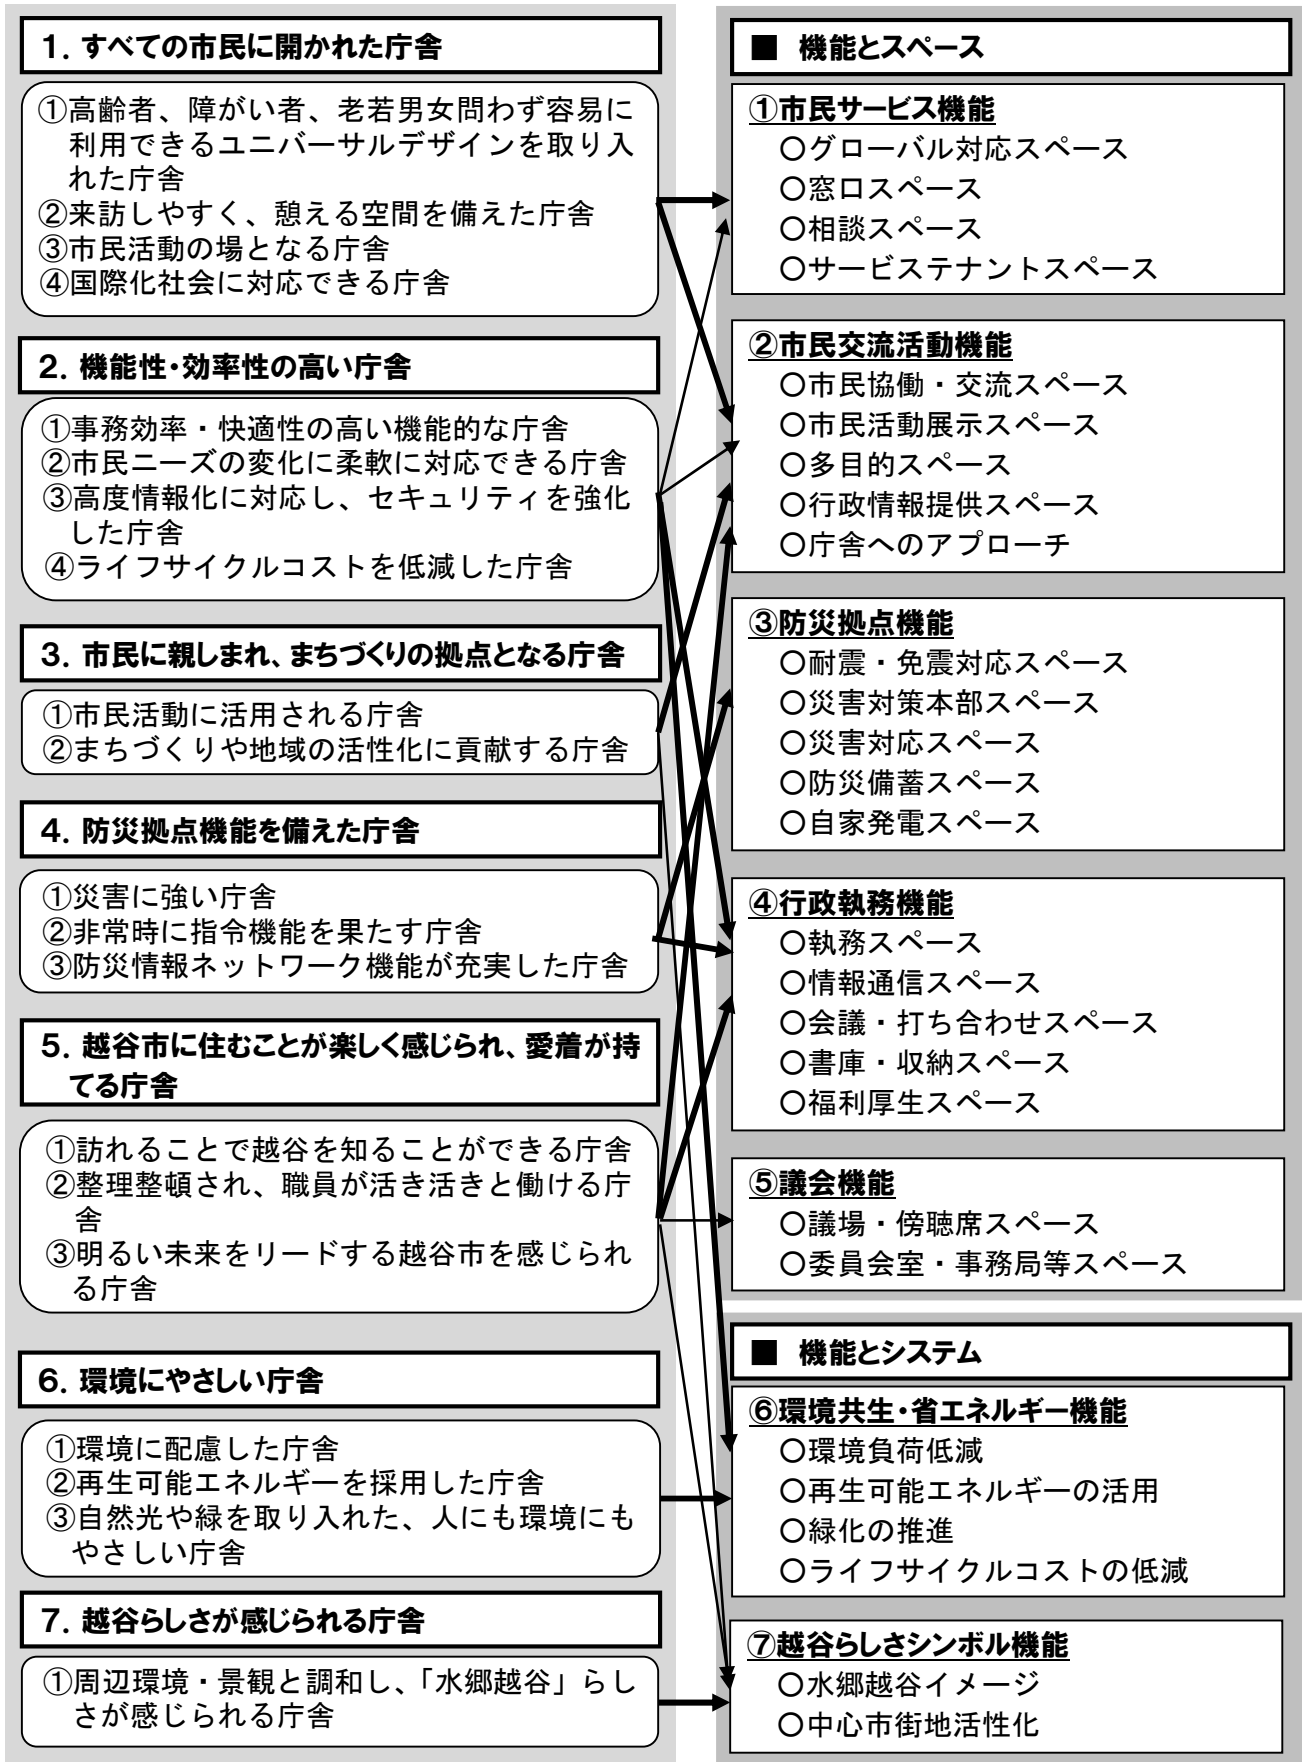 1．すべての市民に開かれた庁舎
①高齢者、障がい者、老若男女問わず容易に
利用できるユニバーサルデザインを取り入
れた庁舎
②来訪しやすく、憩える空間を備えた庁舎
③市民活動の場となる庁舎
④国際化社会に対応できる庁舎
2．機能性・効率性の高い庁舎
①事務効率・快適性の高い機能的な庁舎
②市民ニーズの変化に柔軟に対応できる庁舎
③高度情報化に対応し、セキュリティを強化
した庁舎
④ライフサイクルコストを低減した庁舎
3．市民に親しまれ、まちづくりの拠点となる庁舎
①市民活動に活用される庁舎
②まちづくりや地域の活性化に貢献する庁舎
4．防災拠点機能を備えた庁舎
①災害に強い庁舎
②非常時に指令機能を果たす庁舎
③防災情報ネットワーク機能が充実した庁舎
5．越谷市に住むことが楽しく感じられ、愛着が持
てる庁舎
①訪れることで越谷を知ることができる庁舎
②整理整頓され、職員が活き活きと働ける庁
舎
③明るい未来をリードする越谷市を感じられ
る庁舎
6．環境にやさしい庁舎
①環境に配慮した庁舎
②再生可能エネルギーを採用した庁舎
③自然光や緑を取り入れた、人にも環境にも
やさしい庁舎
7．越谷らしさが感じられる庁舎
①周辺環境・景観と調和し、「水郷越谷」らし
さが感じられる庁舎
■ 機能とスペース
①市民サービス機能
○グローバル対応スペース
○窓口スペース
○相談スペース
○サービステナントスペース
②市民交流活動機能
○市民協働・交流スペース
○市民活動展示スペース
○多目的スペース
○行政情報提供スペース
○庁舎へのアプローチ
③防災拠点機能
○耐震・免震対応スペース
○災害対策本部スペース
○災害対応スペース
○防災備蓄スペース
○自家発電スペース
④行政執務機能
○執務スペース
○情報通信スペース
○会議・打ち合わせスペース
○書庫・収納スペース
○福利厚生スペース
⑤議会機能
○議場・傍聴席スペース
○委員会室・事務局等スペース
■ 機能とシステム
⑥環境共生・省エネルギー機能
○環境負荷低減
○再生可能エネルギーの活用
○緑化の推進
○ライフサイクルコストの低減
⑦越谷らしさシンボル機能
○水郷越谷イメージ
○中心市街地活性化